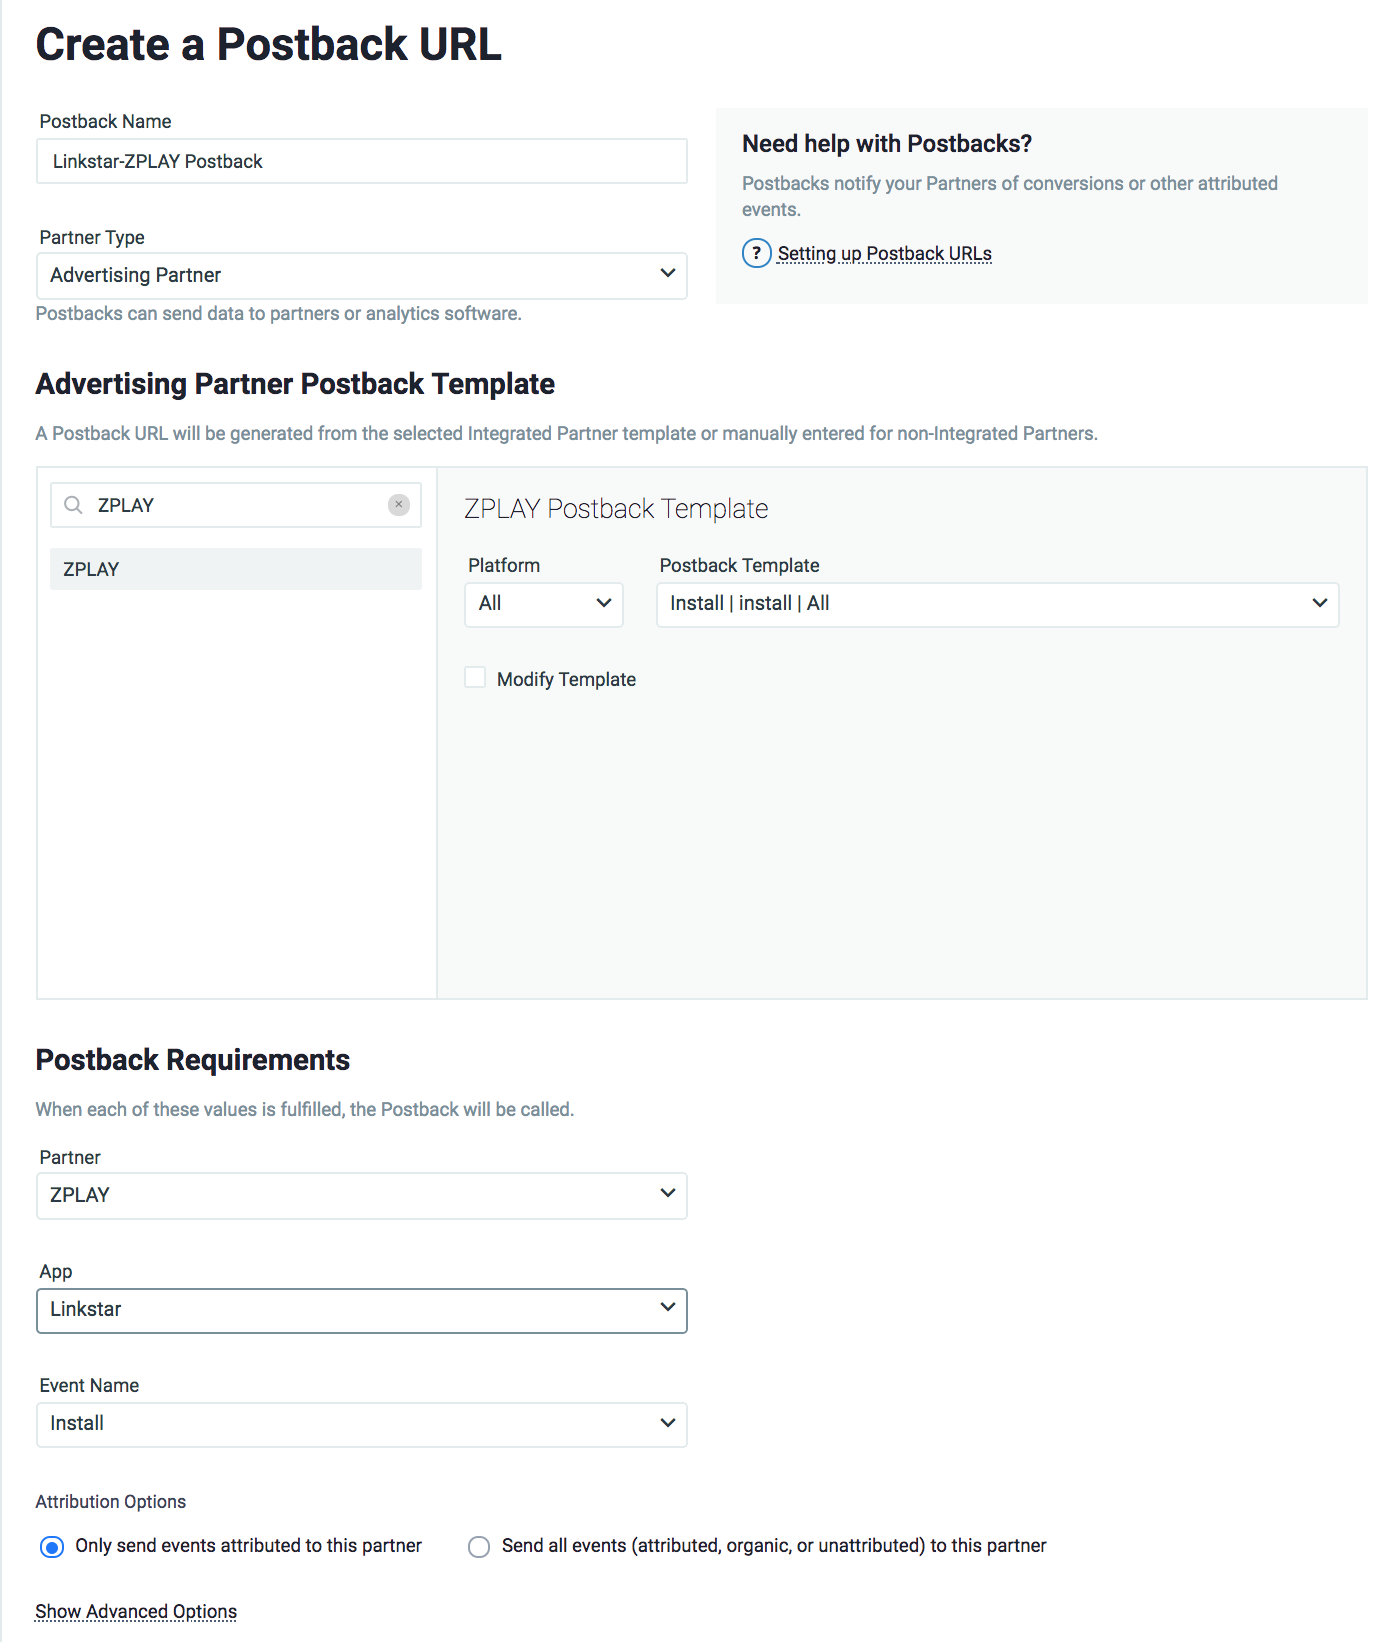 Create a Postback URL
Postback Name
Linkstar-ZPLAY Postback
Partner Type
Advertising Partner
Postbacks can send data to partners or analytics software.
Need help with Postbacks?
Postbacks notify your Partners of conversions or other attributed
events.
? Setting up Postback URLs
Advertising Partner Postback Template
A Postback URL will be generated from the selected Integrated Partner template or manually entered for non-Integrated Partners.
ZPLAY
ZPLAY
ZPLAY Postback Template
Platform
All
Postback Template
Install | install | All
Modify Template
Postback Requirements
When each of these values is fulfilled, the Postback will be called.
Partner
ZPLAY
App
Linkstar
Event Name
Install
Attribution Options
Only send events attributed to this partner
Send all events (attributed, organic, or unattributed) to this partner
Show Advanced Options